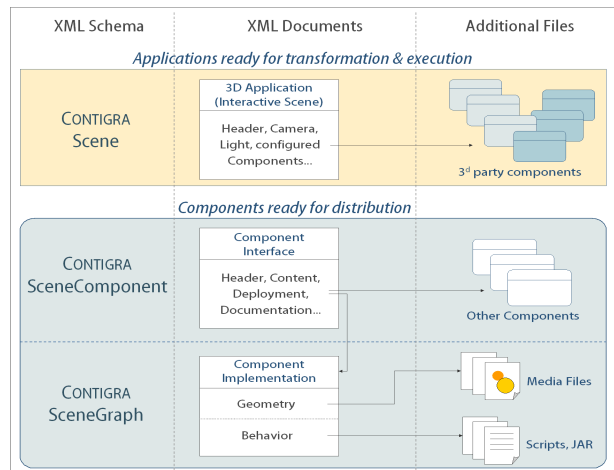 XML Schema
XML Documents
Additional Files
Applications ready for transformation & execution
CONTIGRA
Scene
3D Application
(Interactive Scene)
Header, Camera,
Light, configured
Components...
3d party components
Components ready for distribution
CONTIGRA
SceneComponent
Component
Interface
Header, Content,
Deployment,
Documentation...
Other Components
CONTIGRA
SceneGraph
Component
Implementation
Geometry
Behavior
Media Files
Scripts, JAR